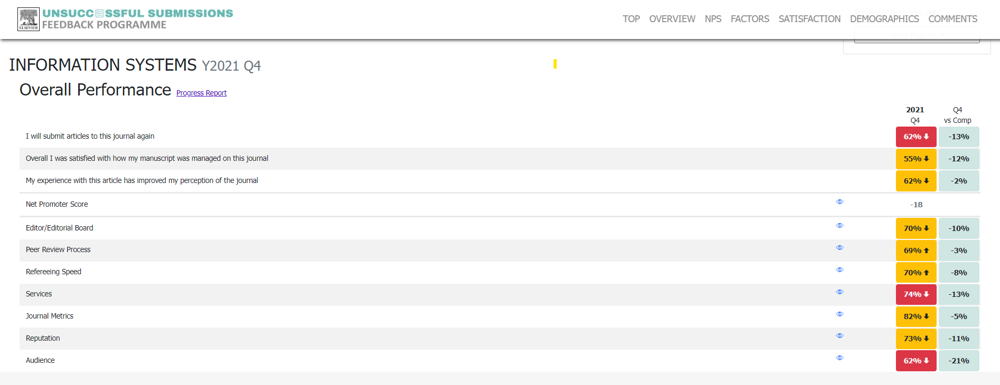 ELSEVIER
UNSUCCESSFUL SUBMISSIONS
FEEDBACK PROGRAMME
TOP OVERVIEW NPS FACTORS SATISFACTION DEMOGRAPHICS COMMENTS
Other Reports
INFORMATION SYSTEMS Y2021 Q4
Overall Performance Progress Report
2021 Q4
Q4 vs Comp
I will submit articles to this journal again 62% -13%
Overall I was satisfied with how my manuscript was managed on this journal 55% -12%
My experience with this article has improved my perception of the journal 62% -2%
Net Promoter Score -18
Editor/Editorial Board 70% -10%
Peer Review Process 69% -3%
Refereeing Speed 70% -8%
Services 74% -13%
Journal Metrics 82% -5%
Reputation 73% -11%
Audience 62% -21%